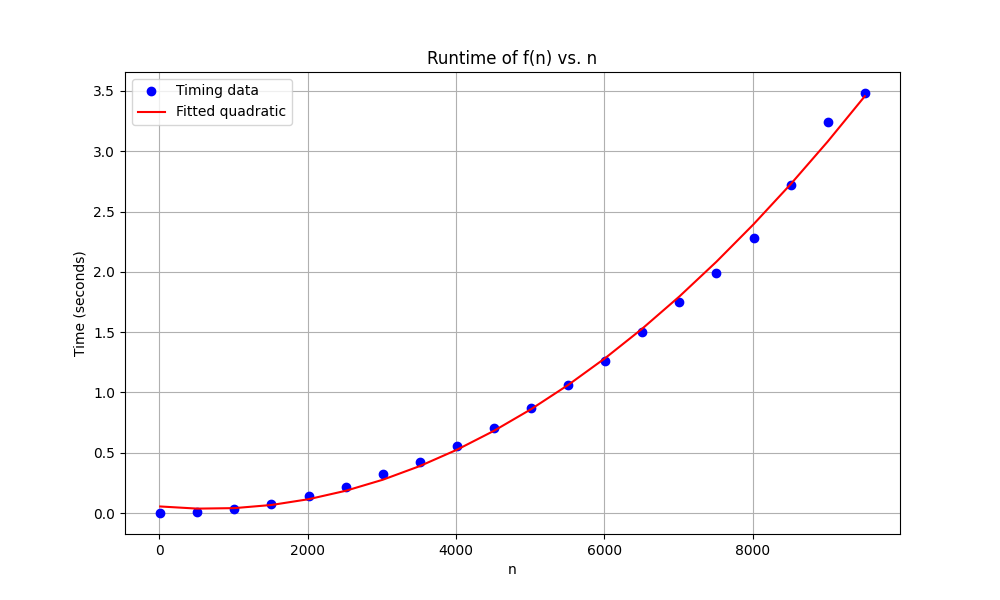 Runtime of f(n) vs. n
Timing data
Fitted quadratic
3.5
3.0
2.5
2.0
1.5
1.0
0.5
0.0
Time (seconds)
0 2000 4000 6000 8000
n